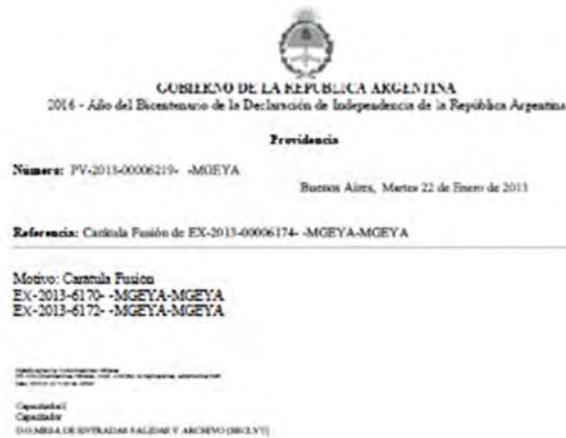 GOBIERNO DE LA REPUBLICA ARGENTINA
2016 - Año del Bicentenario de la Declaración de Independencia de la República Argentina
Providencia
Número: PV-2013-00006219- -MGEYA
Buenos Aires, Martes 22 de Enero de 2013
Referencia: Carátula Fusión de EX-2013-00006174- -MGEYA-MGEYA
Motivo: Caratula Fusion
EX-2013-6170- -MGEYA-MGEYA
EX-2013-6172- -MGEYA-MGEYA
Capacitador
D.G.MESA DE ENTRADAS SALIDAS Y ARCHIVO (SECLYT)